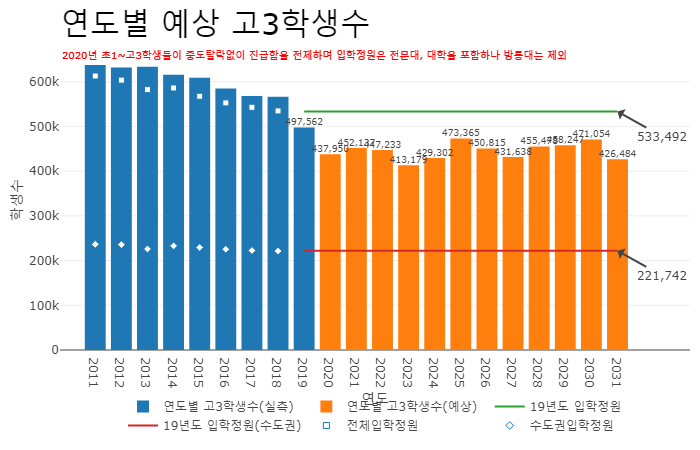 연도별 예상 고3학생수
2020년 초1~고3학생들이 중도탈락없이 진급함을 전제하며 입학정원은 전문대, 대학을 포함하나 방통대는 제외
600k
500k
400k
300k
200k
100k
0
학생수
497,562
437,950
452,137
447,233
413,179
429,302
473,365
450,815
431,638
455,478
458,247
471,054
426,484
533,492
221,742
2011
2012
2013
2014
2015
2016
2017
2018
2019
2020
2021
2022
2023
2024
2025
2026
2027
2028
2029
2030
2031
연도
연도별 고3학생수(실측)
연도별 고3학생수(예상)
19년도 입학정원
19년도 입학정원(수도권)
전체입학정원
수도권입학정원